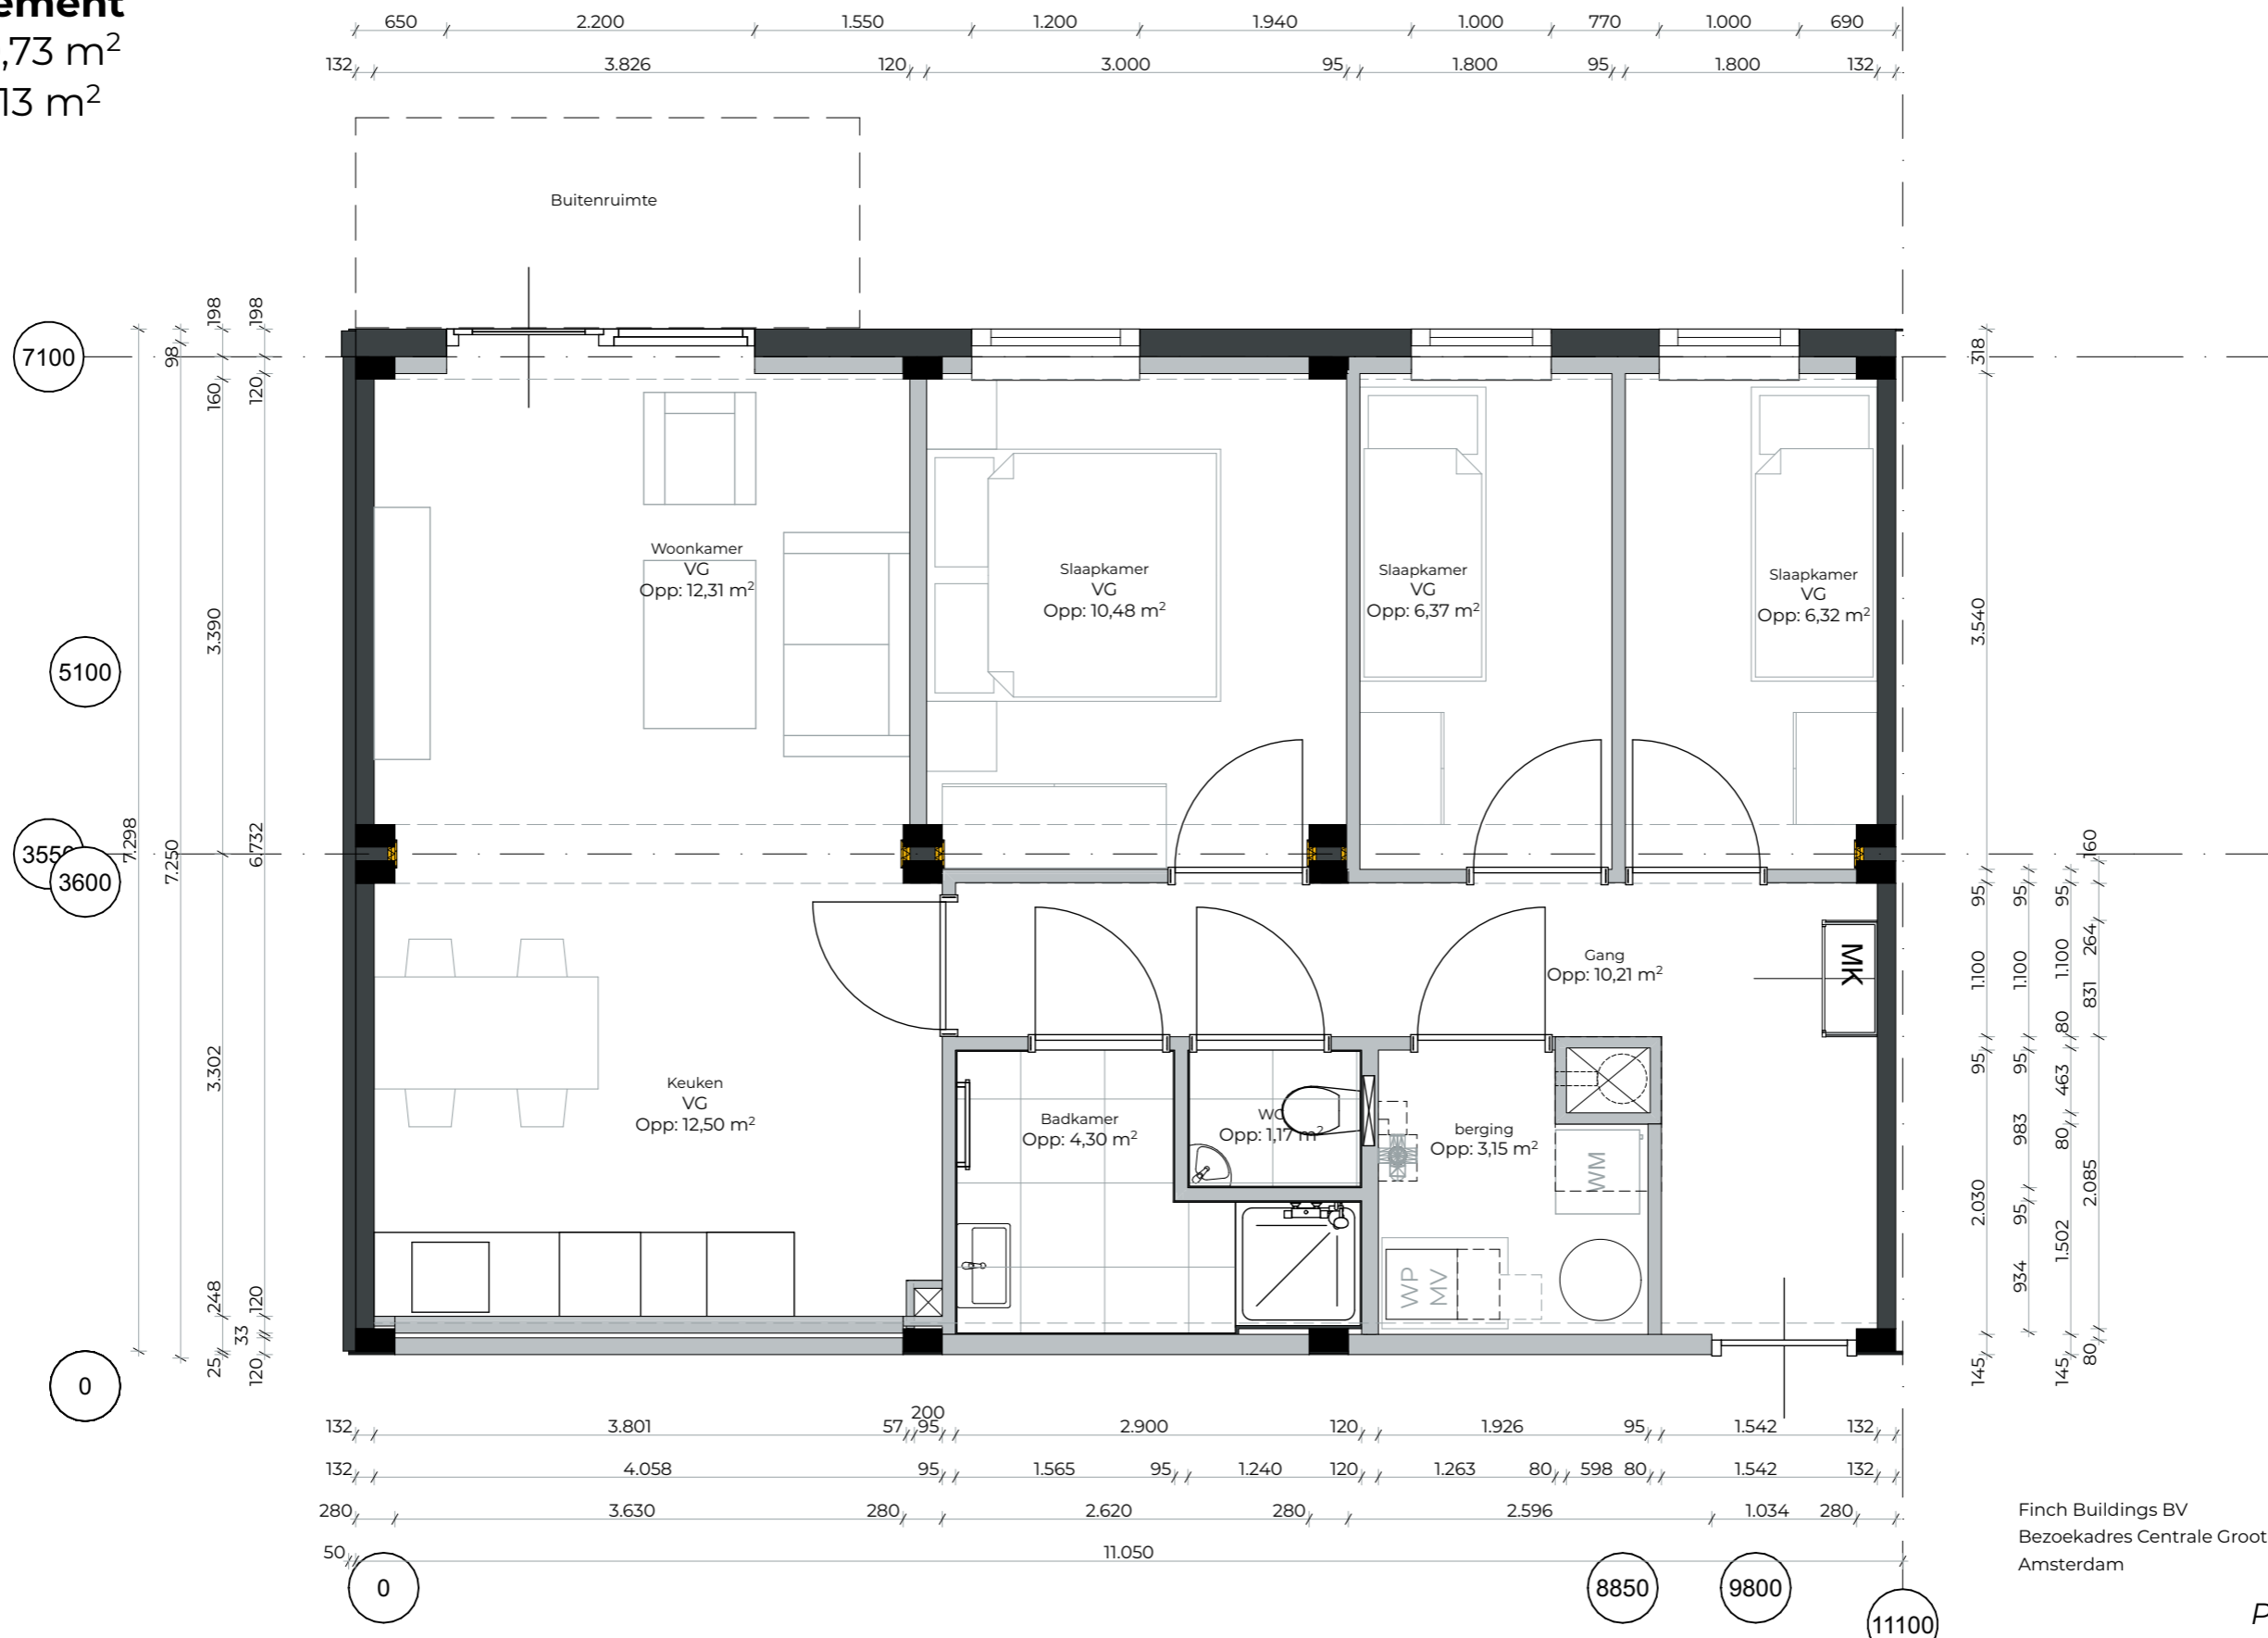 ement
,73 m²
13 m²
650 2.200 1.550 1.200 1.940 1.000 770 1.000 690
132 3.826 120 3.000 95 1.800 95 1.800 132
Buitenruimte
7100
5100
3550
3600
0
7.298
98
7.250
198
160
3.390
3.302
248
25
198
120
6.732
120
33
120
Woonkamer
VG
Opp: 12,31 m²
Slaapkamer
VG
Opp: 10,48 m²
Slaapkamer
VG
Opp: 6,37 m²
Slaapkamer
VG
Opp: 6,32 m²
Gang
Opp: 10,21 m²
MK
Keuken
VG
Opp: 12,50 m²
Badkamer
Opp: 4,30 m²
WC
Opp: 1,17 m²
berging
Opp: 3,15 m²
WM
WP
MV
318
3.540
95
1.100
95
2.030
145
95
1.100
95
983
95
934
95
1.100
80
463
80
1.502
145
160
264
831
2.085
80
132 3.801 57 200 95 2.900 120 1.926 95 1.542 132
132 4.058 95 1.565 95 1.240 120 1.263 80 598 80 1.542 132
280 3.630 280 2.620 280 2.596 1.034 280
50 11.050
0 8850 9800 11100
Finch Buildings BV
Bezoekadres Centrale Groot
Amsterdam
P